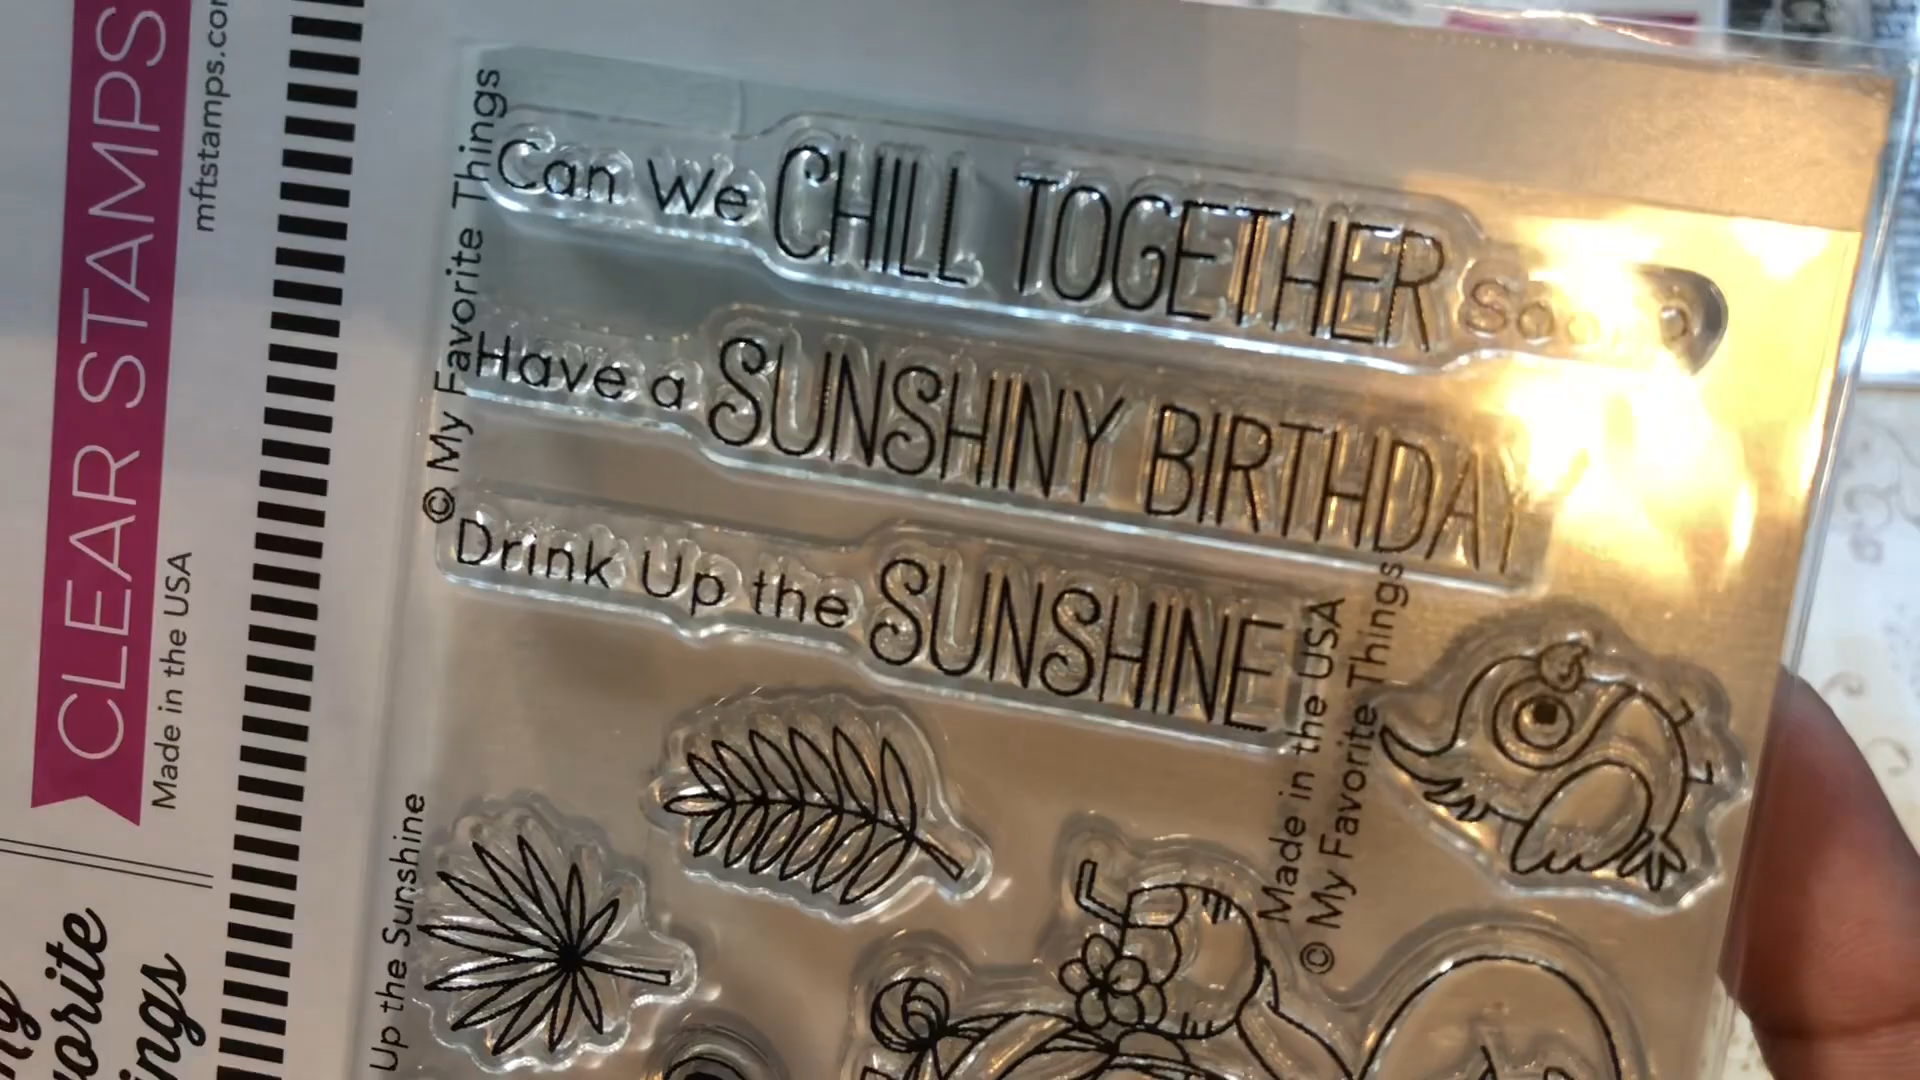 CLEAR STAMPS
mftstamps.co
Made in the USA
© My Favorite Things
Can We CHILL TOGETHER
Have a SUNSHINY BIRTHDAY
Drink Up the SUNSHINE
Made in the USA
© My Favorite Things
Up the Sunshine